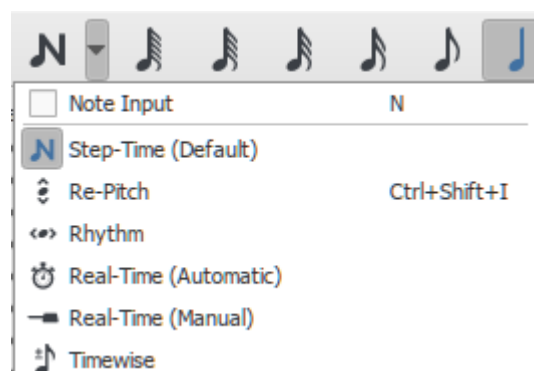 Note Input N
Step-Time (Default)
Re-Pitch Ctrl+Shift+I
Rhythm
Real-Time (Automatic)
Real-Time (Manual)
Timewise